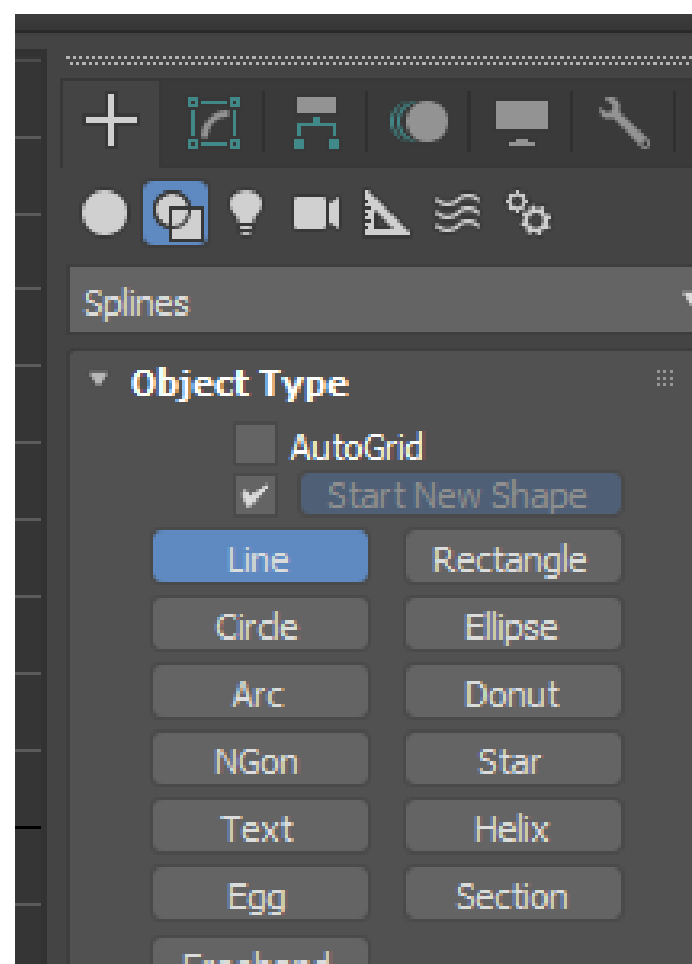 Splines
Object Type
AutoGrid
Start New Shape
Line Rectangle
Circle Ellipse
Arc Donut
NGon Star
Text Helix
Egg Section
Freehand